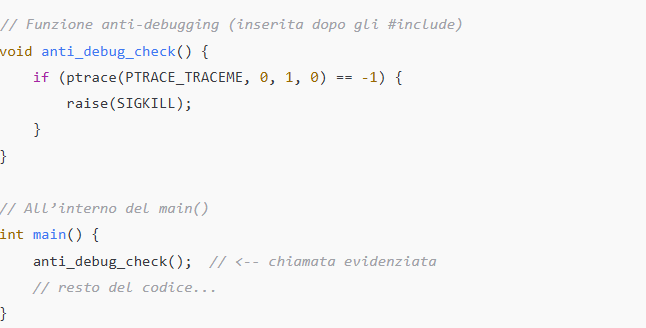 // Funzione anti-debugging (inserita dopo gli #include)
void anti_debug_check() {
    if (ptrace(PTRACE_TRACEME, 0, 1, 0) == -1) {
        raise(SIGKILL);
    }
}

// All’interno del main()
int main() {
    anti_debug_check();  // <-- chiamata evidenziata
    // resto del codice...
}